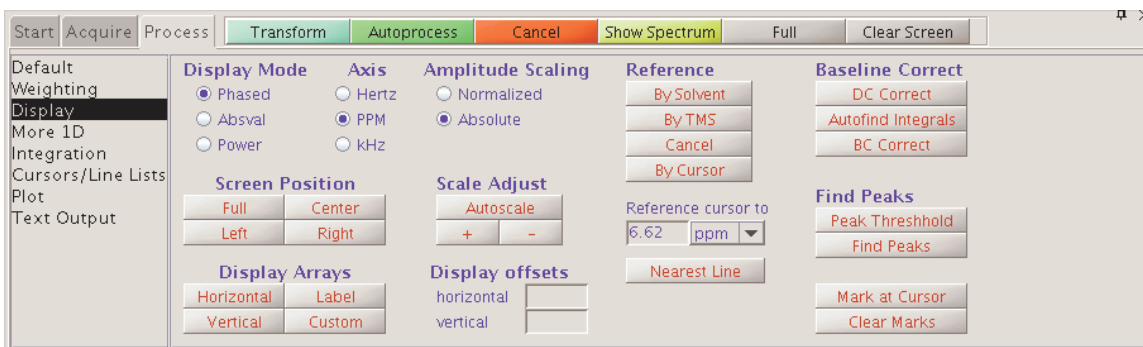 Start Acquire Process Transform Autoprocess Cancel Show Spectrum Full Clear Screen
Default
Weighting
Display
More 1D
Integration
Cursors/Line Lists
Plot
Text Output
Display Mode
Phased
Absval
Power
Axis
Hertz
PPM
kHz
Amplitude Scaling
Normalized
Absolute
Screen Position
Full Center
Left Right
Scale Adjust
Autoscale
+ -
Display Arrays
Horizontal Label
Vertical Custom
Display offsets
horizontal
vertical
Reference
By Solvent
By TMS
Cancel
By Cursor
Reference cursor to
6.62 ppm
Nearest Line
Baseline Correct
DC Correct
Autofind Integrals
BC Correct
Find Peaks
Peak Threshhold
Find Peaks
Mark at Cursor
Clear Marks